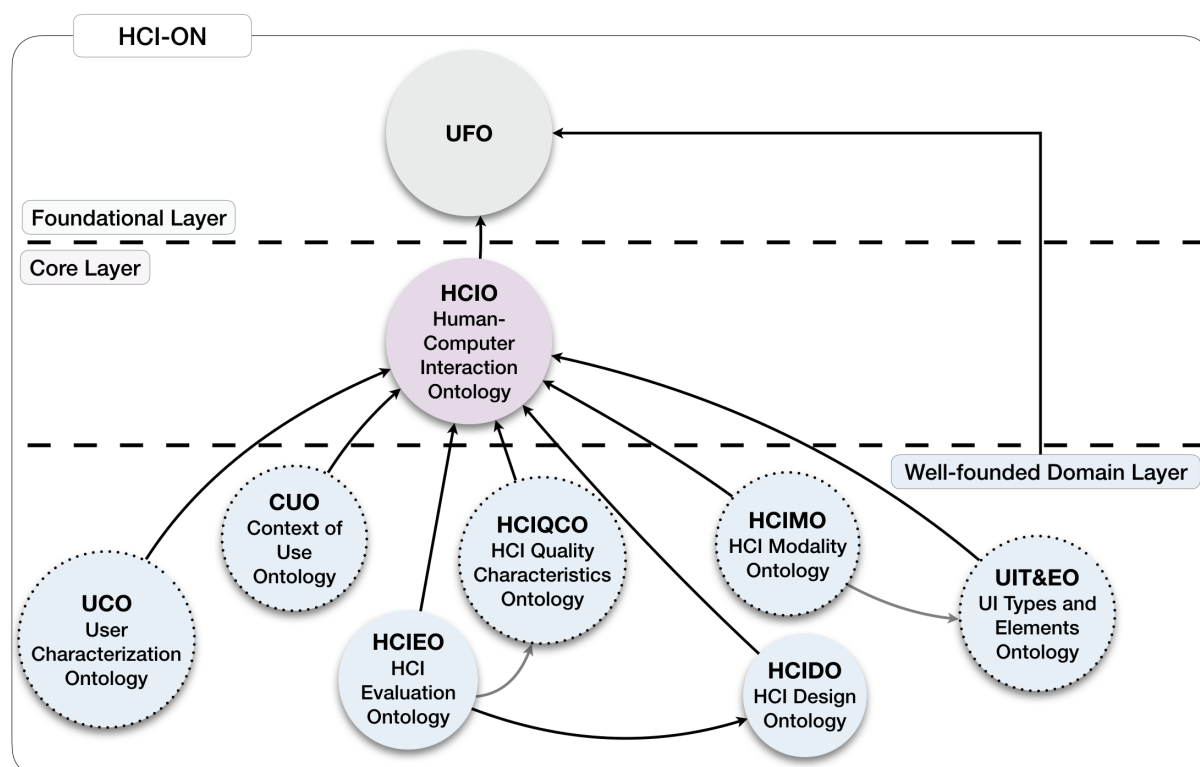 HCI-ON
UFO
Foundational Layer
Core Layer
HCIO
Human-
Computer
Interaction
Ontology
Well-founded Domain Layer
CUO
Context of
Use
Ontology
HCIQCO
HCI Quality
Characteristics
Ontology
HCIMO
HCI Modality
Ontology
UCO
User
Characterization
Ontology
HCIEO
HCI
Evaluation
Ontology
HCIDO
HCI Design
Ontology
UIT&EO
UI Types and
Elements
Ontology